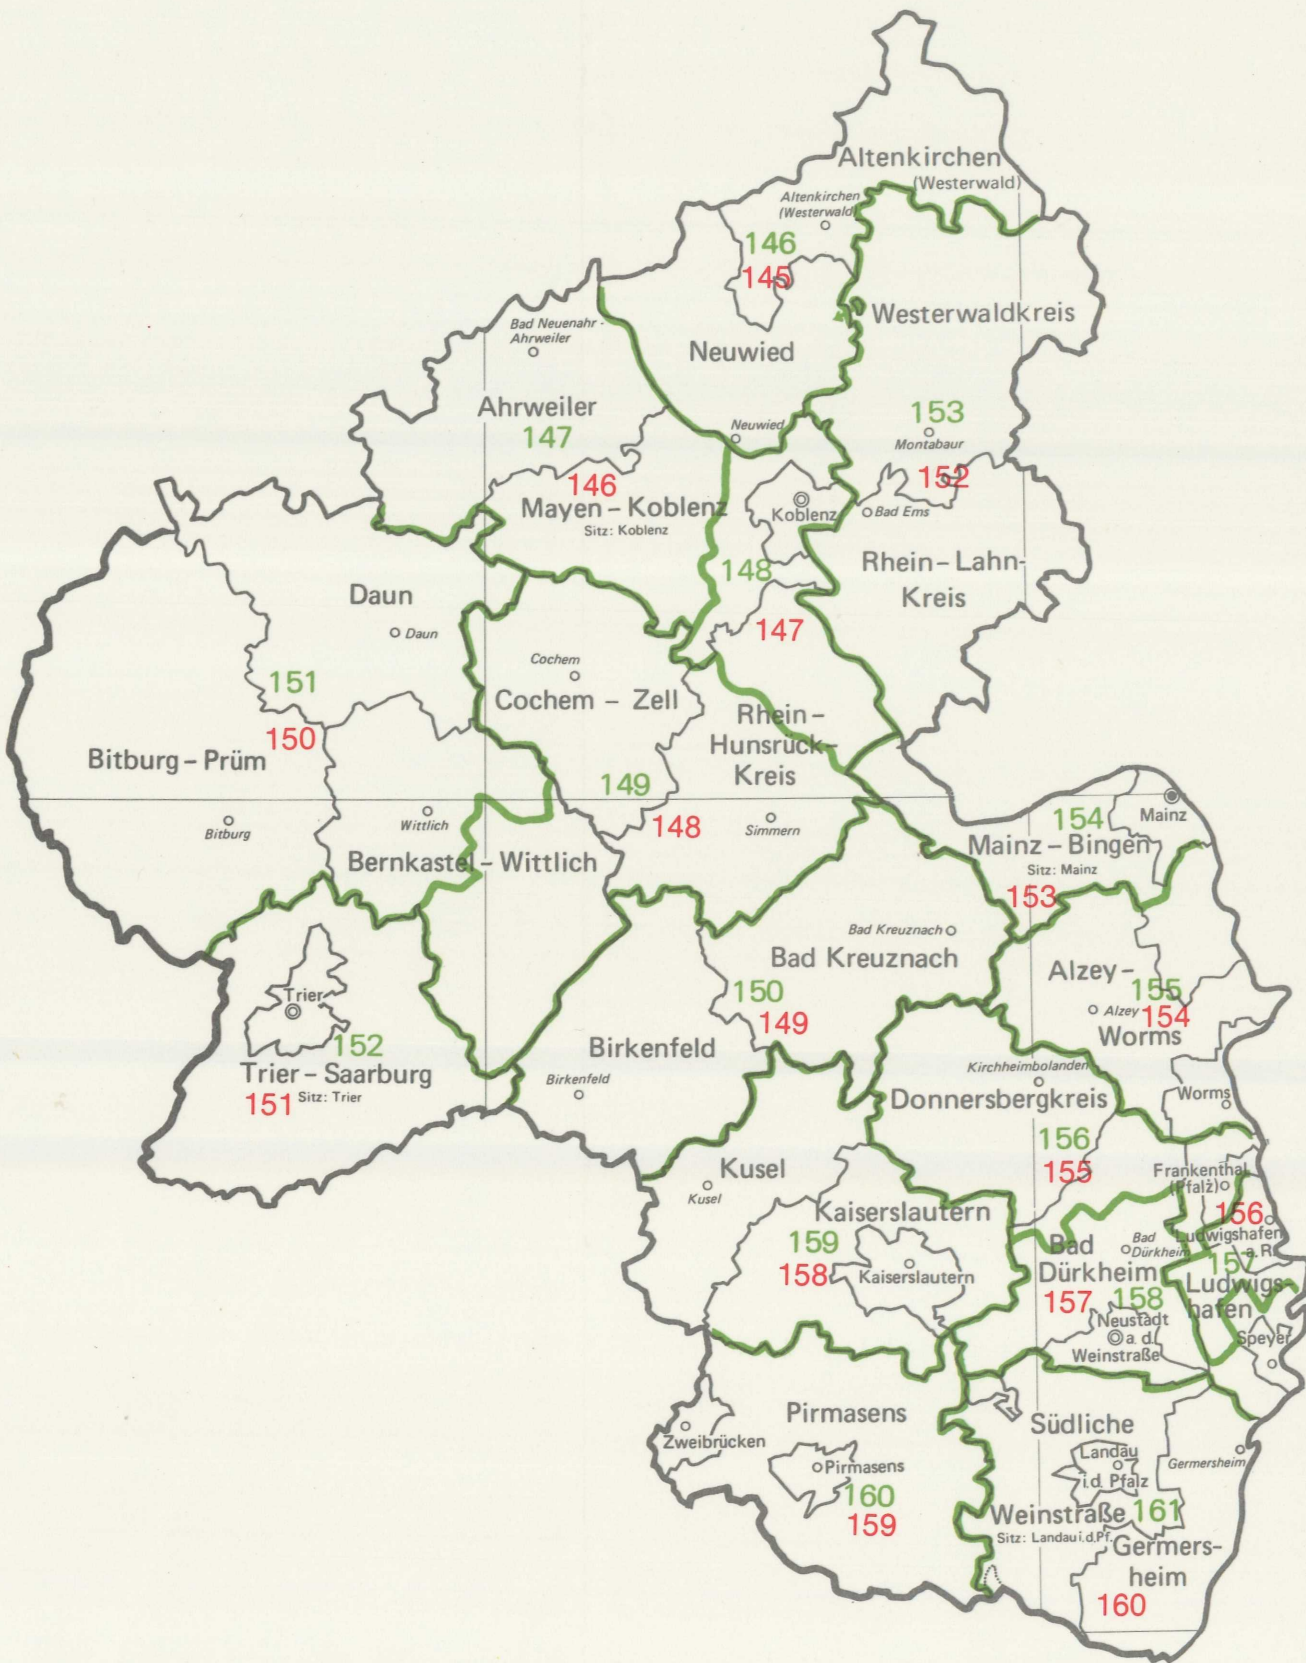 Altenkirchen
(Westerwald)
Altenkirchen
(Westerwald)
146
145
Westerwaldkreis
Bad Neuenahr-
Ahrweiler
Neuwied
Ahrweiler
147
153
Neuwied
Montabaur
146
152
Mayen – Koblenz
Sitz: Koblenz
Koblenz
Bad Ems
148
Rhein – Lahn-
Kreis
Daun
Daun
147
Cochem
Cochem – Zell
151
150
Rhein –
Hunsrück-
Kreis
Bitburg – Prüm
149
148
Simmern
Bitburg
Wittlich
Bernkastel – Wittlich
154
Mainz
Mainz – Bingen
Sitz: Mainz
153
Bad Kreuznach
Bad Kreuznach
150
149
Alzey –
155
Alzey
154
Worms
Trier
152
Trier – Saarburg
151
Sitz: Trier
Birkenfeld
Birkenfeld
Kirchheimbolanden
Donnersbergkreis
Worms
156
155
Kusel
Kusel
Frankenthal
(Pfalz)
156
Kaiserslautern
159
158
Kaiserslautern
Bad
Dürkheim
Bad
Dürkheim
Ludwigshafen
a. R.
157
Ludwigs-
hafen
157
158
Neustadt
a. d.
Weinstraße
Speyer
Pirmasens
Zweibrücken
Pirmasens
160
159
Südliche
Landau
i.d. Pfalz
Germersheim
Weinstraße
161
Sitz: Landau i.d.Pf.
Germers-
heim
160